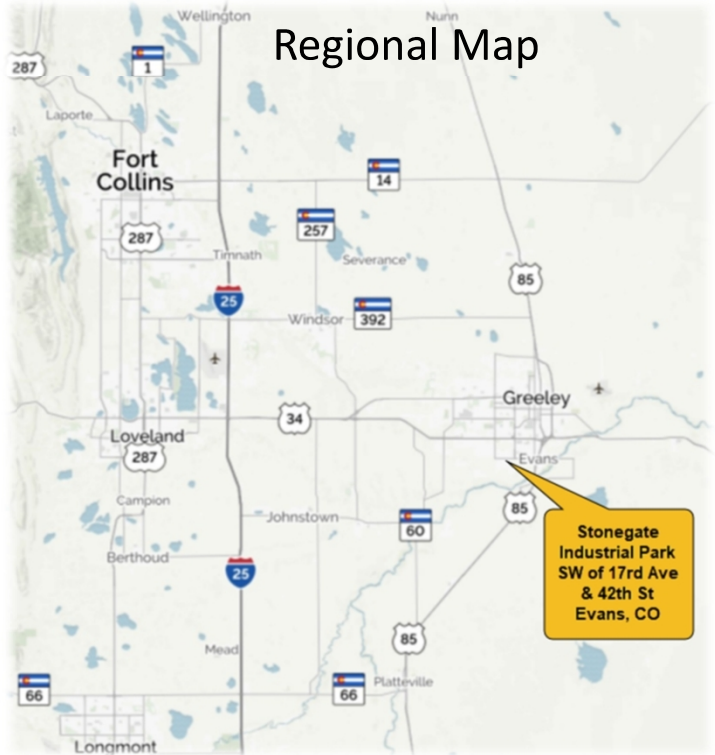 Wellington
Nunn
Regional Map
287
1
Laporte
Fort
Collins
14
257
287
Timnath
Severance
85
25
Windsor
392
Greeley
34
Loveland
287
Evans
Campion
85
Johnstown
60
Stonegate
Industrial Park
SW of 17rd Ave
& 42th St
Evans, CO
Berthoud
25
85
Mead
66
66
Platteville
Longmont